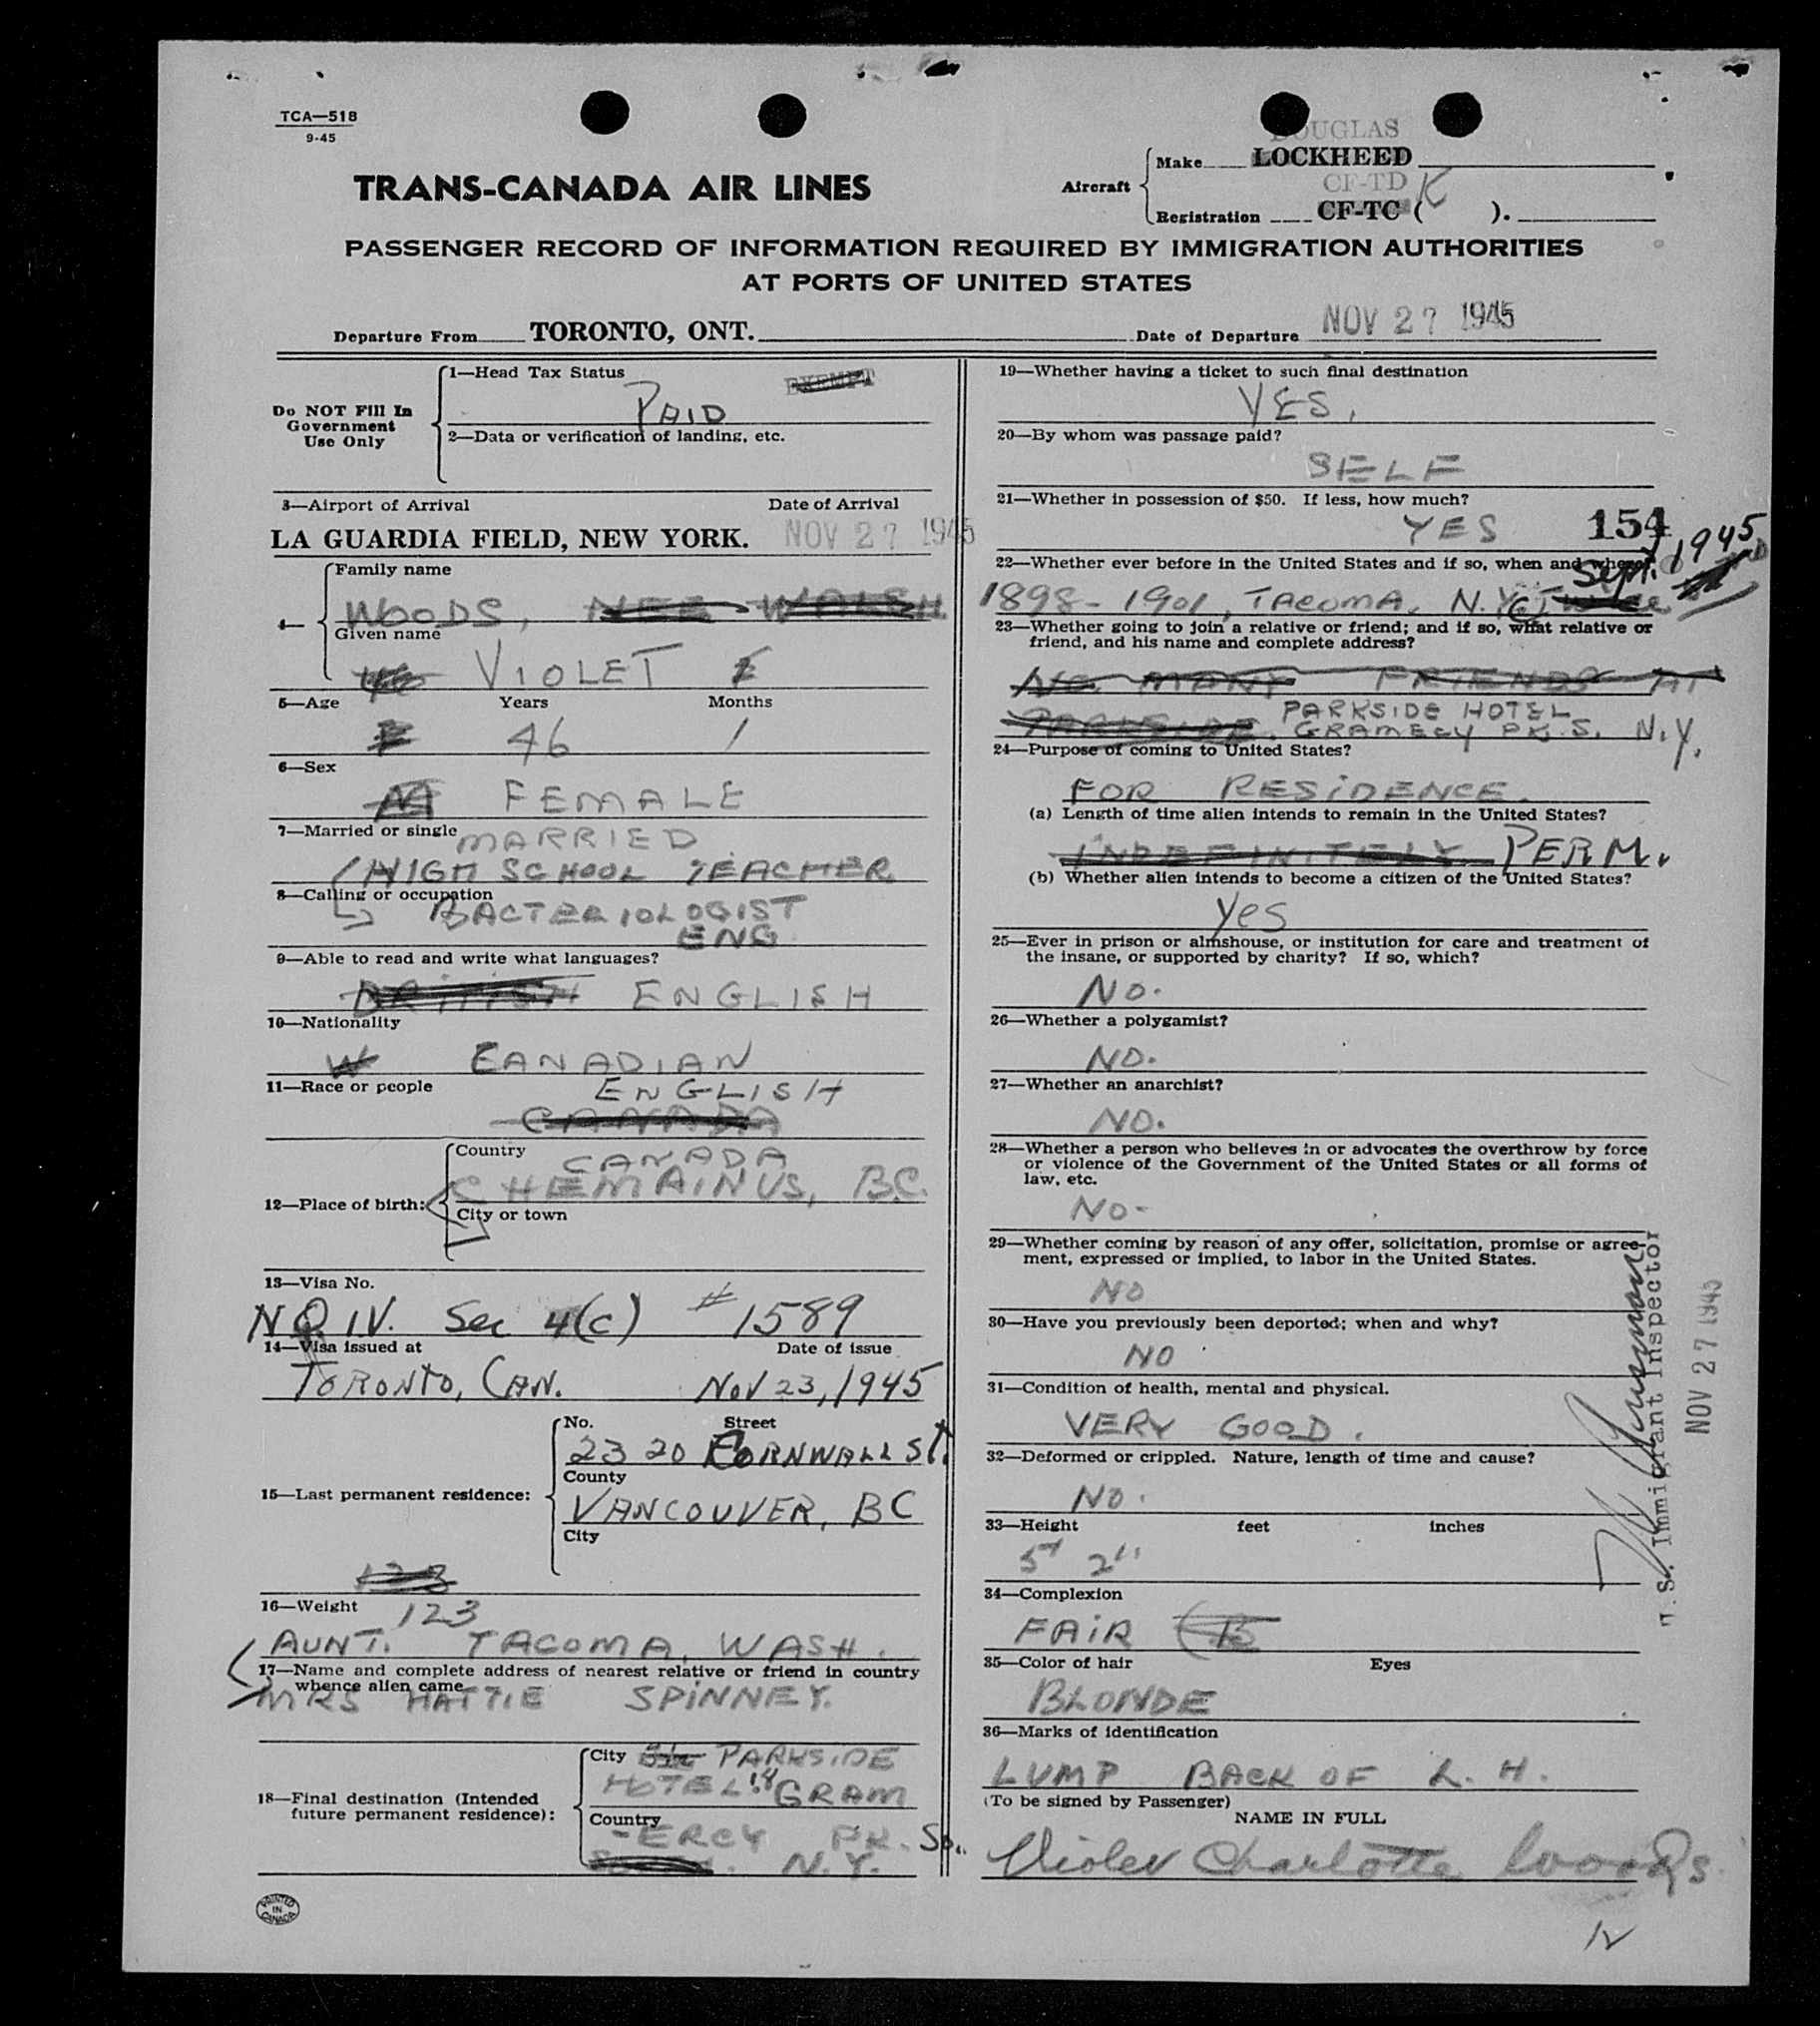 TCA—518
9-45
DOUGLAS
Aircraft
Make LOCKHEED
CF-TD K
Registration CF-TC ( ).
TRANS-CANADA AIR LINES
PASSENGER RECORD OF INFORMATION REQUIRED BY IMMIGRATION AUTHORITIES
AT PORTS OF UNITED STATES
Departure From TORONTO, ONT. Date of Departure NOV 27 1945
Do NOT Fill In
Government
Use Only
1—Head Tax Status EXEMPT
PAID
2—Data or verification of landing, etc.
3—Airport of Arrival Date of Arrival
LA GUARDIA FIELD, NEW YORK. NOV 27 1945
4—
Family name
WOODS, NEE WALSH
Given name
VIOLET
5—Age Years Months
46 1
6—Sex
M FEMALE
7—Married or single MARRIED
HIGH SCHOOL TEACHER
8—Calling or occupation
BACTERIOLOGIST
ENG
9—Able to read and write what languages?
BRITISH ENGLISH
10—Nationality
W CANADIAN
11—Race or people ENGLISH
CANADA
12—Place of birth:
Country CANADA
CHEMAINUS, B.C.
City or town
13—Visa No.
NQIV. Sec 4(c) #1589
14—Visa issued at Date of issue
TORONTO, CAN. NOV 23, 1945
15—Last permanent residence:
No. Street
2320 CORNWALL ST.
County
VANCOUVER, BC
City
123
16—Weight 123
AUNT. TACOMA, WASH.
17—Name and complete address of nearest relative or friend in country
whence alien came
MRS HATTIE SPINNEY.
18—Final destination (Intended
future permanent residence):
City PARKSIDE
HOTEL 18 GRAM
Country
-ERCY PK. So.
N.Y.
PRINTED
IN
CANADA
19—Whether having a ticket to such final destination
YES.
20—By whom was passage paid?
SELF
21—Whether in possession of $50. If less, how much?
YES 154
22—Whether ever before in the United States and if so, when and where?
Sept. 1945
1898-1901, TACOMA, N.Y.C.
23—Whether going to join a relative or friend; and if so, what relative or
friend, and his name and complete address?
NO MANY FRIENDS AT
PARKSIDE. PARKSIDE HOTEL
GRAMECY PK. S. N.Y.
24—Purpose of coming to United States?
FOR RESIDENCE.
(a) Length of time alien intends to remain in the United States?
INDEFINITELY PERM.
(b) Whether alien intends to become a citizen of the United States?
yes
25—Ever in prison or almshouse, or institution for care and treatment of
the insane, or supported by charity? If so, which?
NO.
26—Whether a polygamist?
NO.
27—Whether an anarchist?
NO.
28—Whether a person who believes in or advocates the overthrow by force
or violence of the Government of the United States or all forms of
law, etc.
NO-
29—Whether coming by reason of any offer, solicitation, promise or agree-
ment, expressed or implied, to labor in the United States.
NO
30—Have you previously been deported; when and why?
NO
31—Condition of health, mental and physical.
VERY GOOD.
32—Deformed or crippled. Nature, length of time and cause?
NO.
33—Height feet inches
5' 2"
34—Complexion
FAIR
35—Color of hair Eyes
BLONDE
36—Marks of identification
LUMP BACK OF L. H.
(To be signed by Passenger)
NAME IN FULL
Violet Charlotte Woods
U. S. Immigrant Inspector
NOV 27 1945